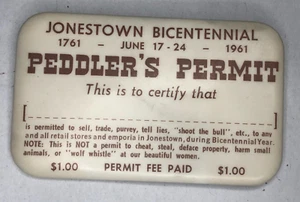 JONESTOWN BICENTENNIAL
1761 - JUNE 17-24 - 1961
PEDDLER'S PERMIT
This is to certify that
[ ]
is permitted to sell, trade, purvey, tell lies, "shoot the bull", etc., to any
and all retail stores and emporia in Jonestown, during Bicentennial Year.
NOTE: This is NOT a permit to cheat, steal, deface property, harm small
animals, or "wolf whistle" at our beautiful women.
$1.00 PERMIT FEE PAID $1.00